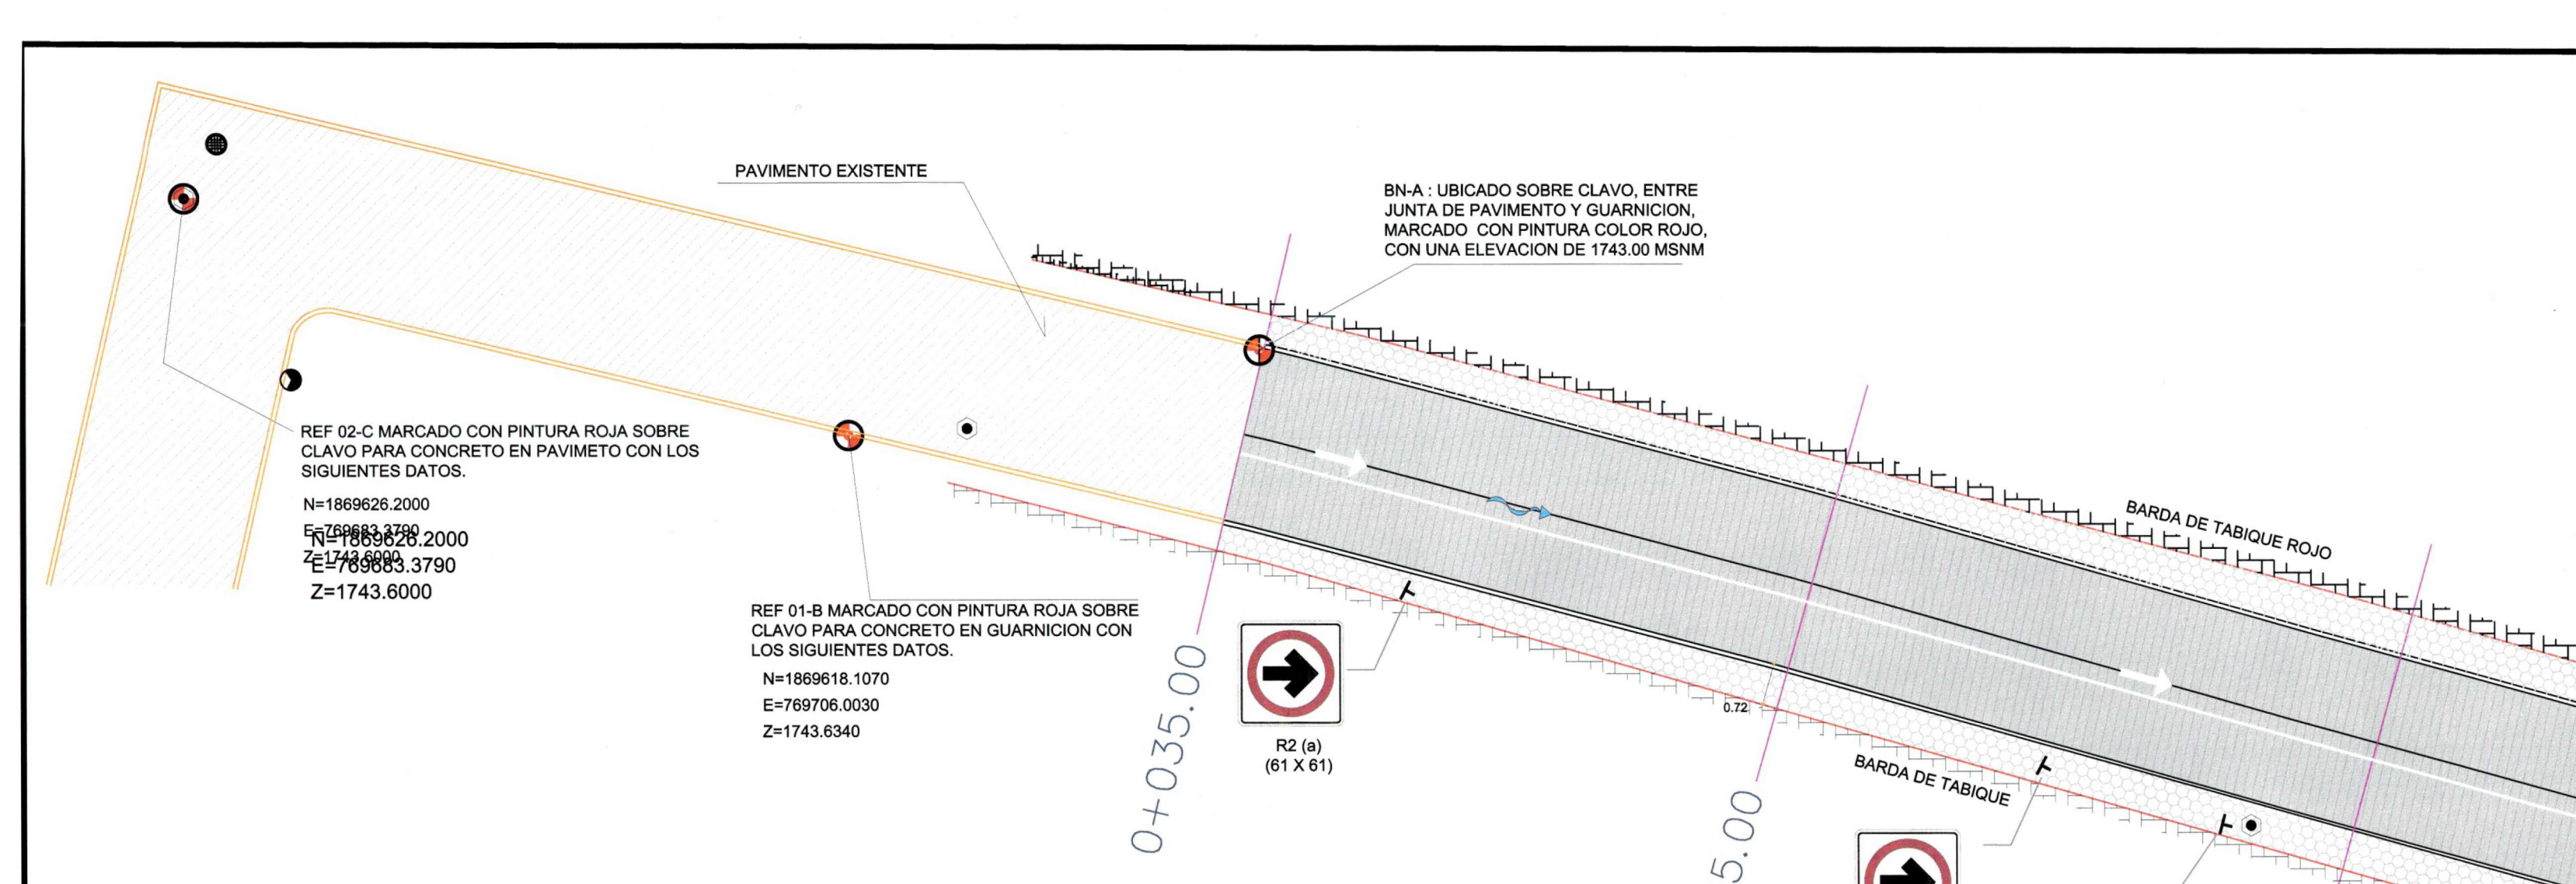 PAVIMENTO EXISTENTE
BN-A : UBICADO SOBRE CLAVO, ENTRE
JUNTA DE PAVIMENTO Y GUARNICION,
MARCADO CON PINTURA COLOR ROJO,
CON UNA ELEVACION DE 1743.00 MSNM
REF 02-C MARCADO CON PINTURA ROJA SOBRE
CLAVO PARA CONCRETO EN PAVIMETO CON LOS
SIGUIENTES DATOS.
N=1869626.2000
E=769683.3790
Z=1743.6000
N=1869626.2000
E=769683.3790
Z=1743.6000
REF 01-B MARCADO CON PINTURA ROJA SOBRE
CLAVO PARA CONCRETO EN GUARNICION CON
LOS SIGUIENTES DATOS.
N=1869618.1070
E=769706.0030
Z=1743.6340
0+035.00
R2 (a)
(61 X 61)
BARDA DE TABIQUE ROJO
0.72
BARDA DE TABIQUE
5.00